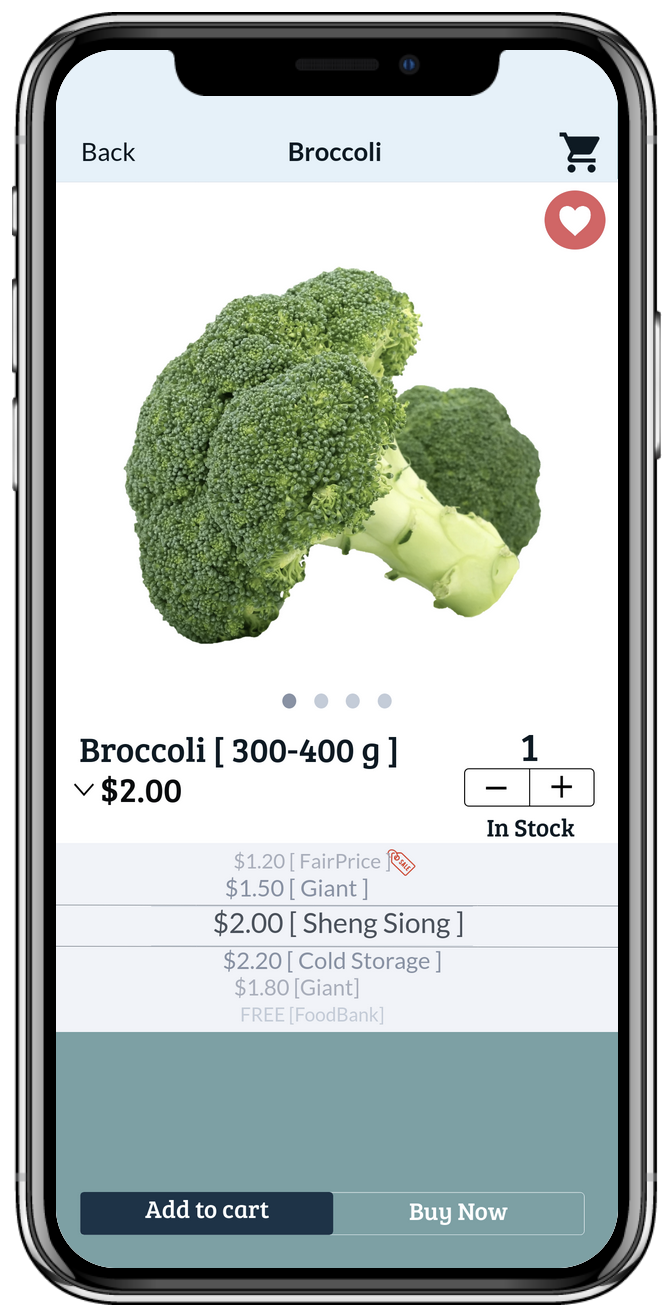 Back Broccoli
Broccoli [ 300-400 g ] 1
$2.00
In Stock
$1.20 [ FairPrice ] SALE
$1.50 [ Giant ]
$2.00 [ Sheng Siong ]
$2.20 [ Cold Storage ]
$1.80 [Giant]
FREE [FoodBank]
Add to cart Buy Now